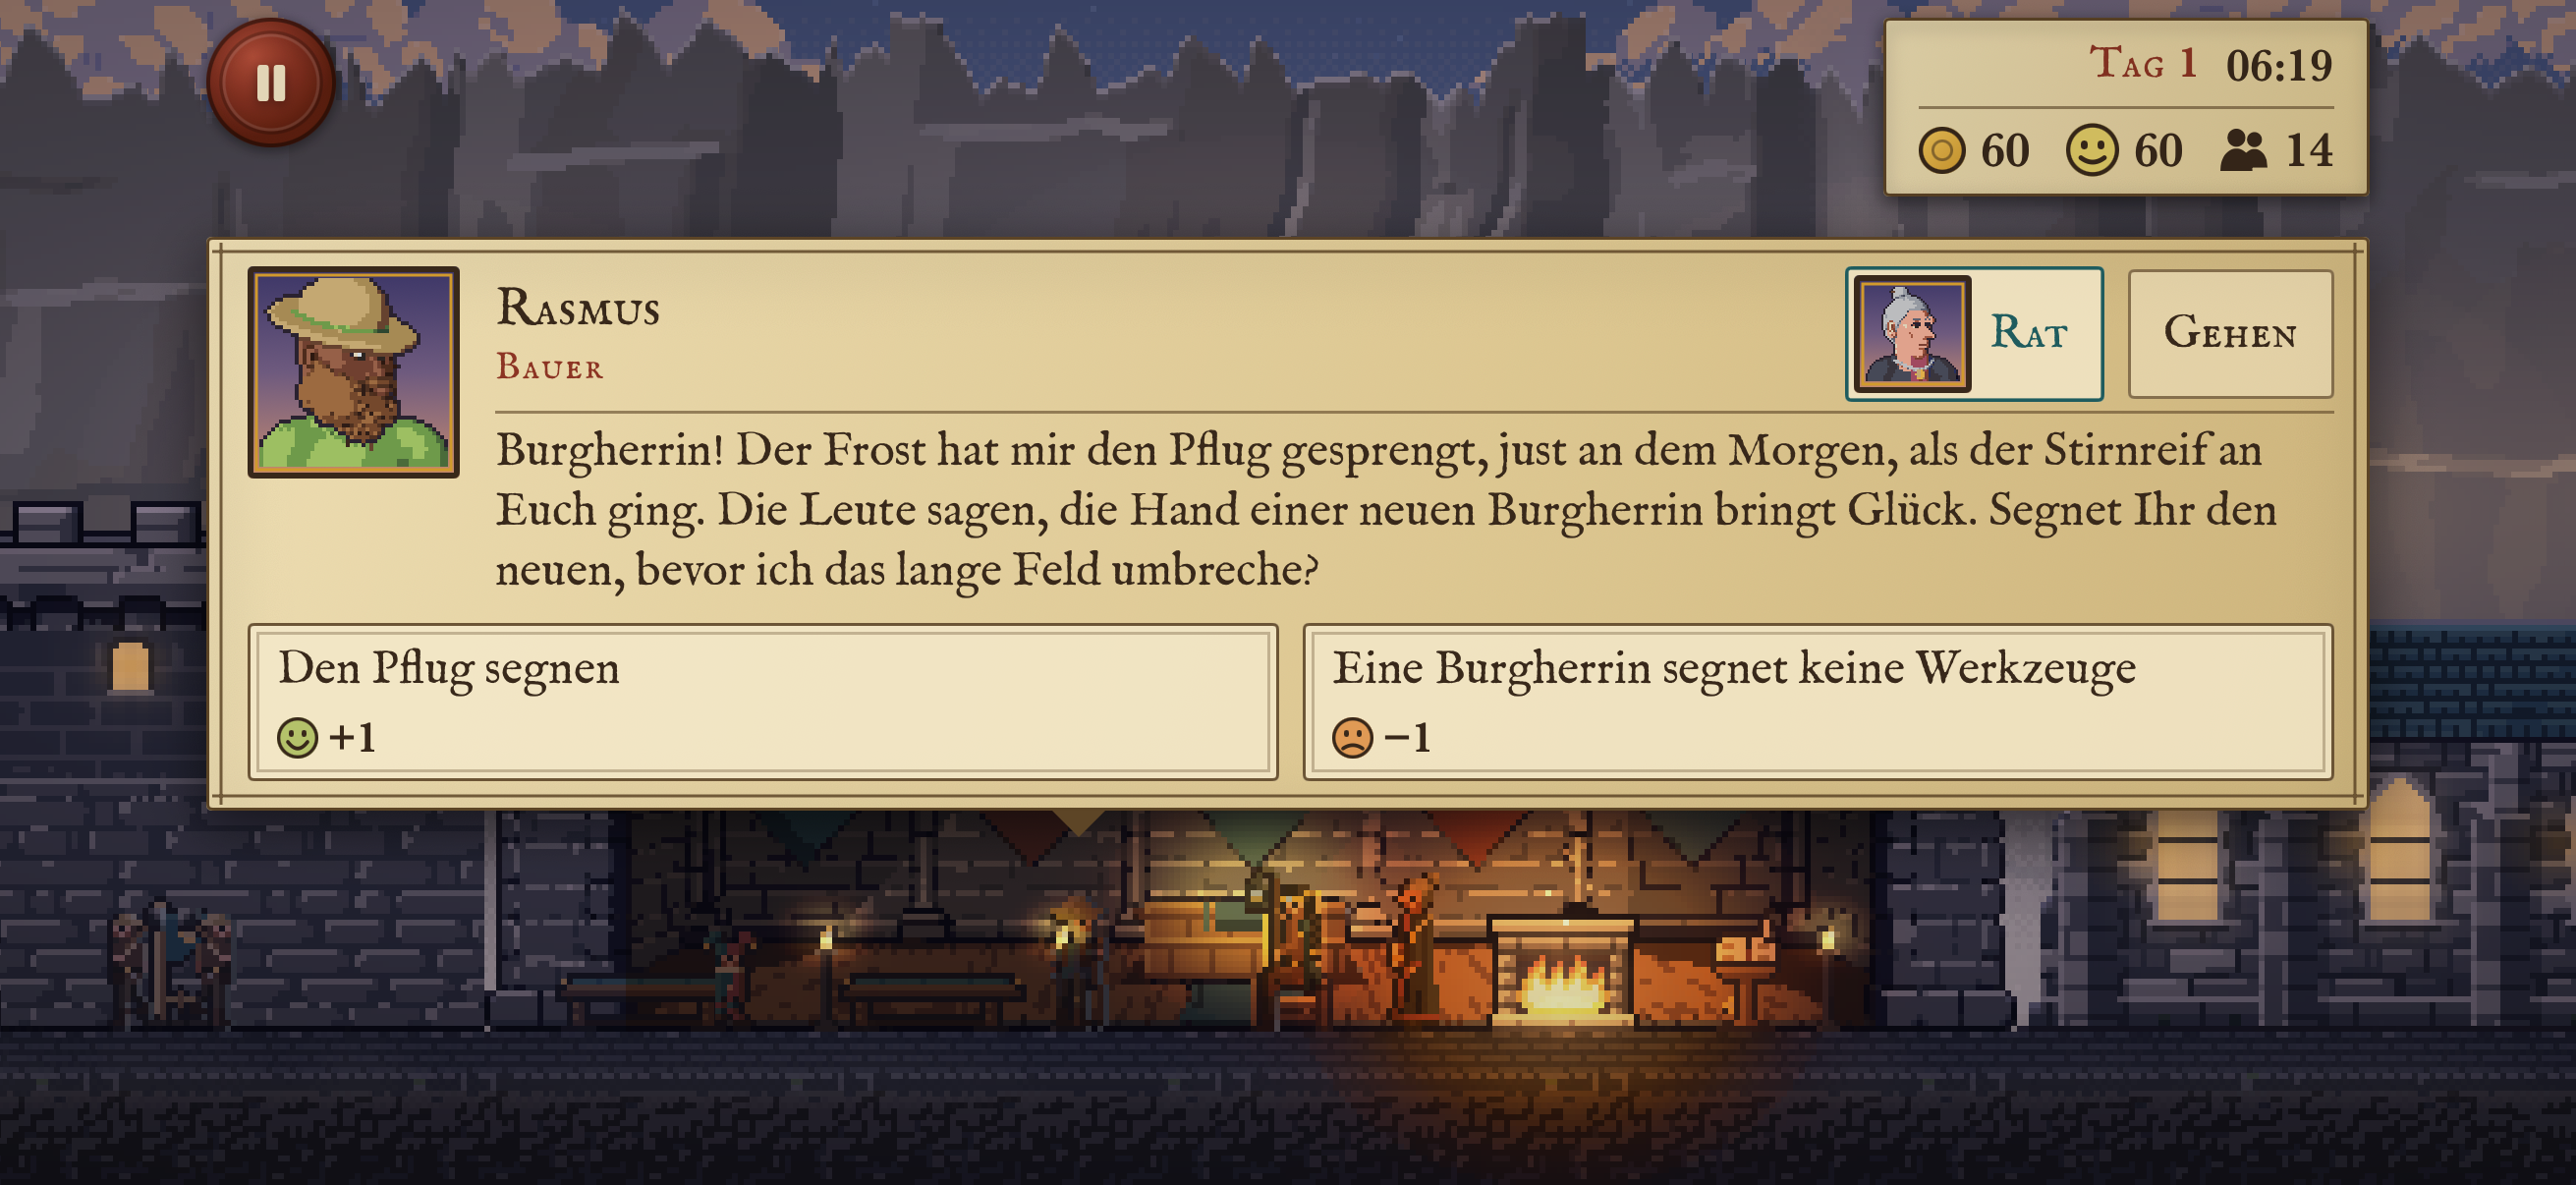 Tag 1 06:19
60 60 14
Rasmus
Bauer
Rat
Gehen
Burgherrin! Der Frost hat mir den Pflug gesprengt, just an dem Morgen, als der Stirnreif an
Euch ging. Die Leute sagen, die Hand einer neuen Burgherrin bringt Glück. Segnet Ihr den
neuen, bevor ich das lange Feld umbreche?
Den Pflug segnen
+1
Eine Burgherrin segnet keine Werkzeuge
−1